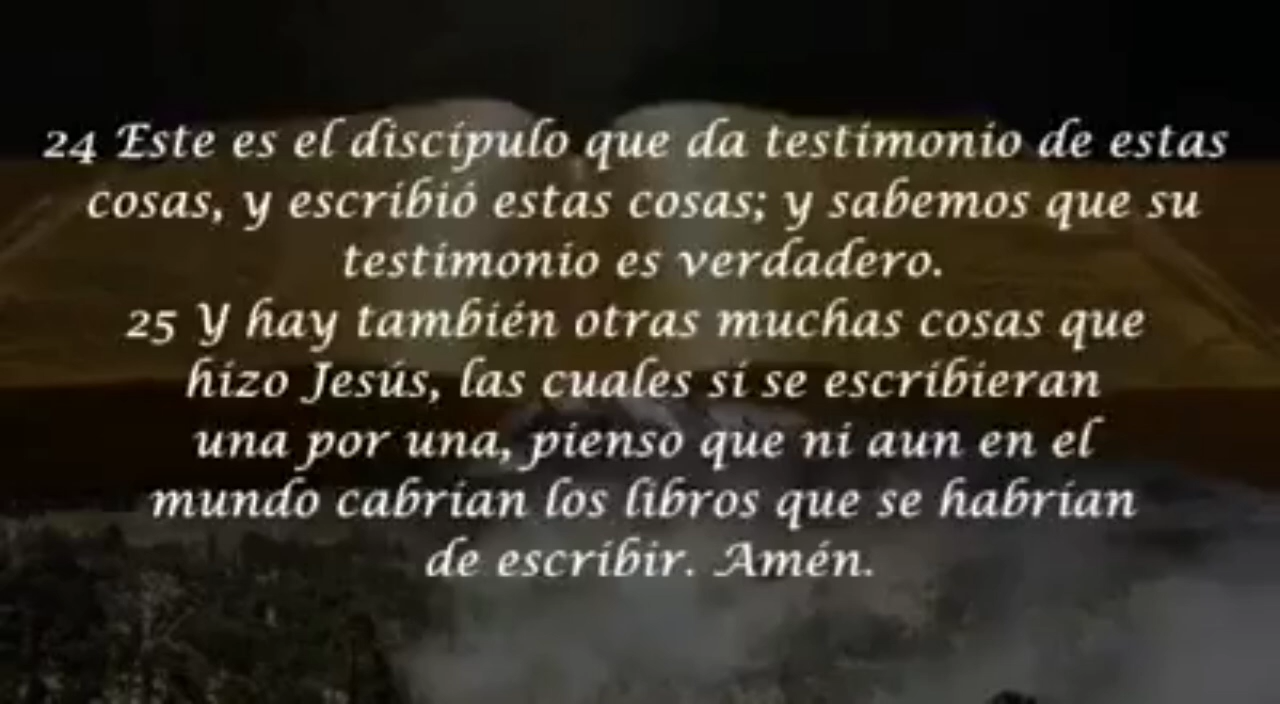 24 Este es el discípulo que da testimonio de estas
cosas, y escribió estas cosas; y sabemos que su
testimonio es verdadero.
25 Y hay también otras muchas cosas que
hizo Jesús, las cuales si se escribieran
una por una, pienso que ni aun en el
mundo cabrían los libros que se habrían
de escribir. Amén.